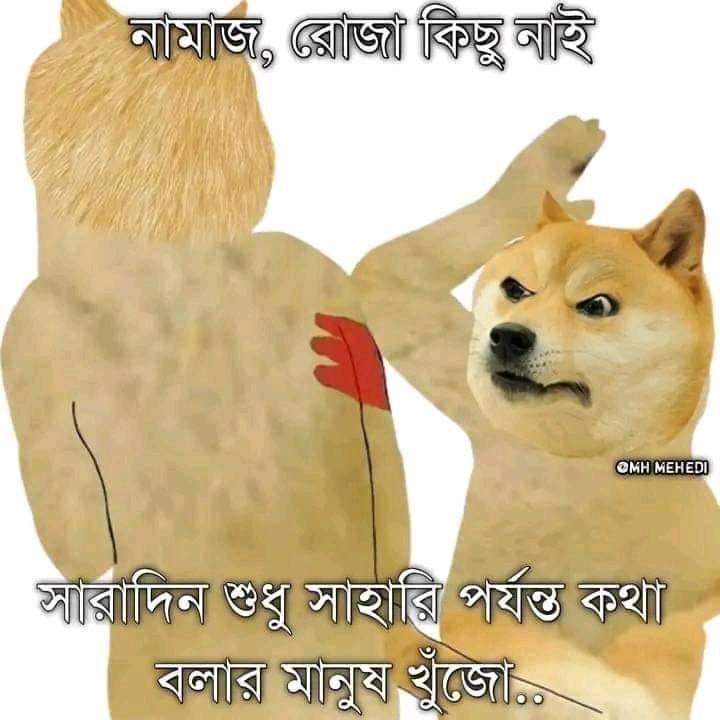 নামাজ, রোজা কিছু নাই
@MH MEHEDI
সারাদিন শুধু সাহারি পর্যন্ত কথা
বলার মানুষ খুঁজো..